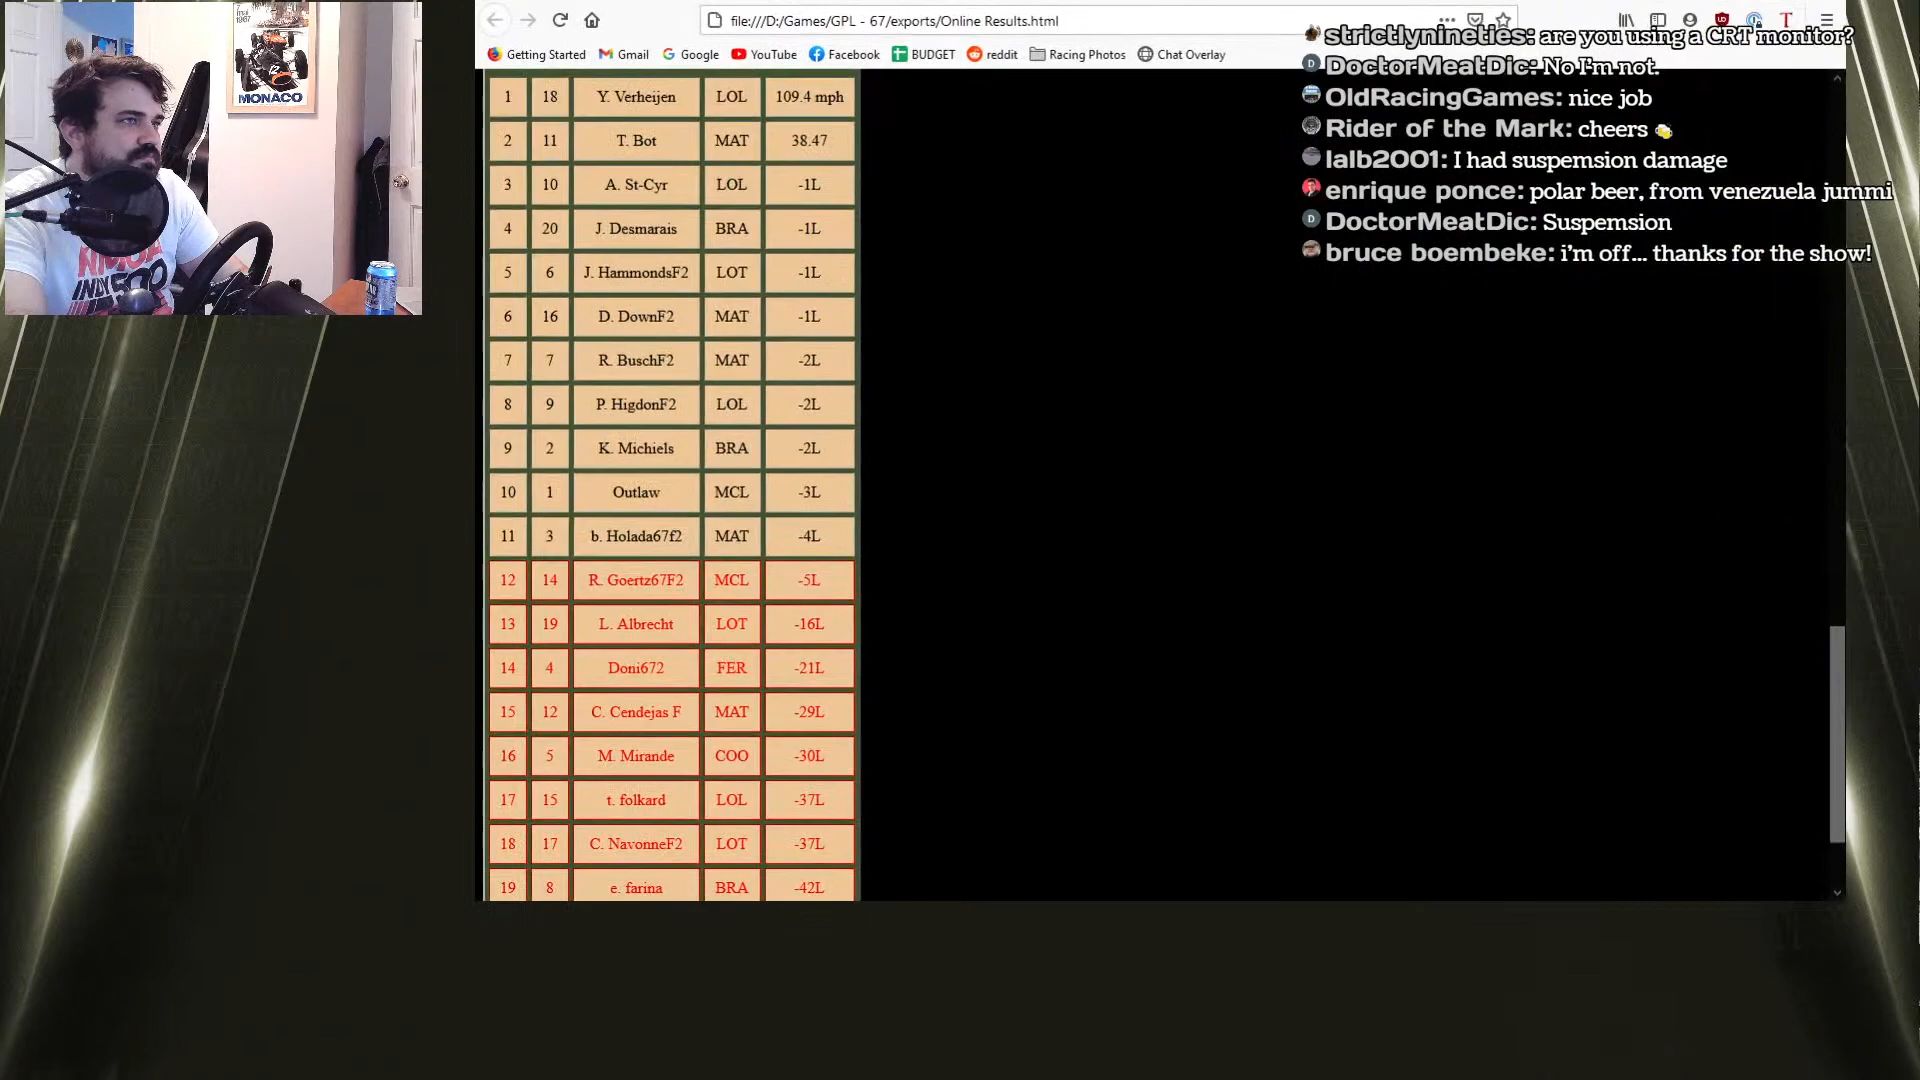 file:///D:/Games/GPL - 67/exports/Online Results.html
Getting Started Gmail Google YouTube Facebook BUDGET reddit Racing Photos Chat Overlay
1 18 Y. Verheijen LOL 109.4 mph
2 11 T. Bot MAT 38.47
3 10 A. St-Cyr LOL -1L
4 20 J. Desmarais BRA -1L
5 6 J. HammondsF2 LOT -1L
6 16 D. DownF2 MAT -1L
7 7 R. BuschF2 MAT -2L
8 9 P. HigdonF2 LOL -2L
9 2 K. Michiels BRA -2L
10 1 Outlaw MCL -3L
11 3 b. Holada67f2 MAT -4L
12 14 R. Goertz67F2 MCL -5L
13 19 L. Albrecht LOT -16L
14 4 Doni672 FER -21L
15 12 C. Cendejas F MAT -29L
16 5 M. Mirande COO -30L
17 15 t. folkard LOL -37L
18 17 C. NavonneF2 LOT -37L
19 8 e. farina BRA -42L
strictlynineties: are you using a CRT monitor?
D DoctorMeatDic: No I'm not.
OldRacingGames: nice job
Rider of the Mark: cheers 🍻
lalb2001: I had suspemsion damage
enrique ponce: polar beer, from venezuela jummi
D DoctorMeatDic: Suspemsion
bruce boembeke: i'm off... thanks for the show!
1967
MONACO
INDY 500